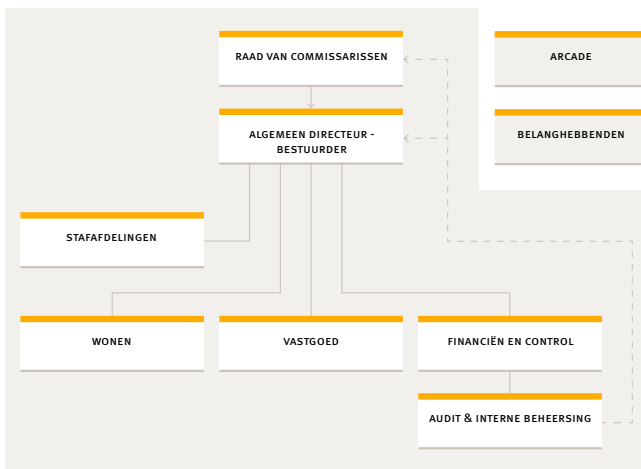 RAAD VAN COMMISSARISSEN
ARCADE
ALGEMEEN DIRECTEUR -
BESTUURDER
BELANGHEBBENDEN
STAFAFDELINGEN
WONEN
VASTGOED
FINANCIËN EN CONTROL
AUDIT & INTERNE BEHEERSING